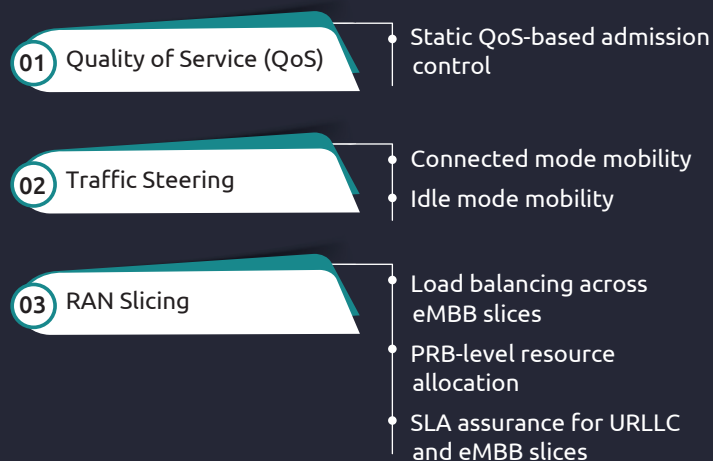 01 Quality of Service (QoS)
Static QoS-based admission
control
02 Traffic Steering
Connected mode mobility
Idle mode mobility
03 RAN Slicing
Load balancing across
eMBB slices
PRB-level resource
allocation
SLA assurance for URLLC
and eMBB slices